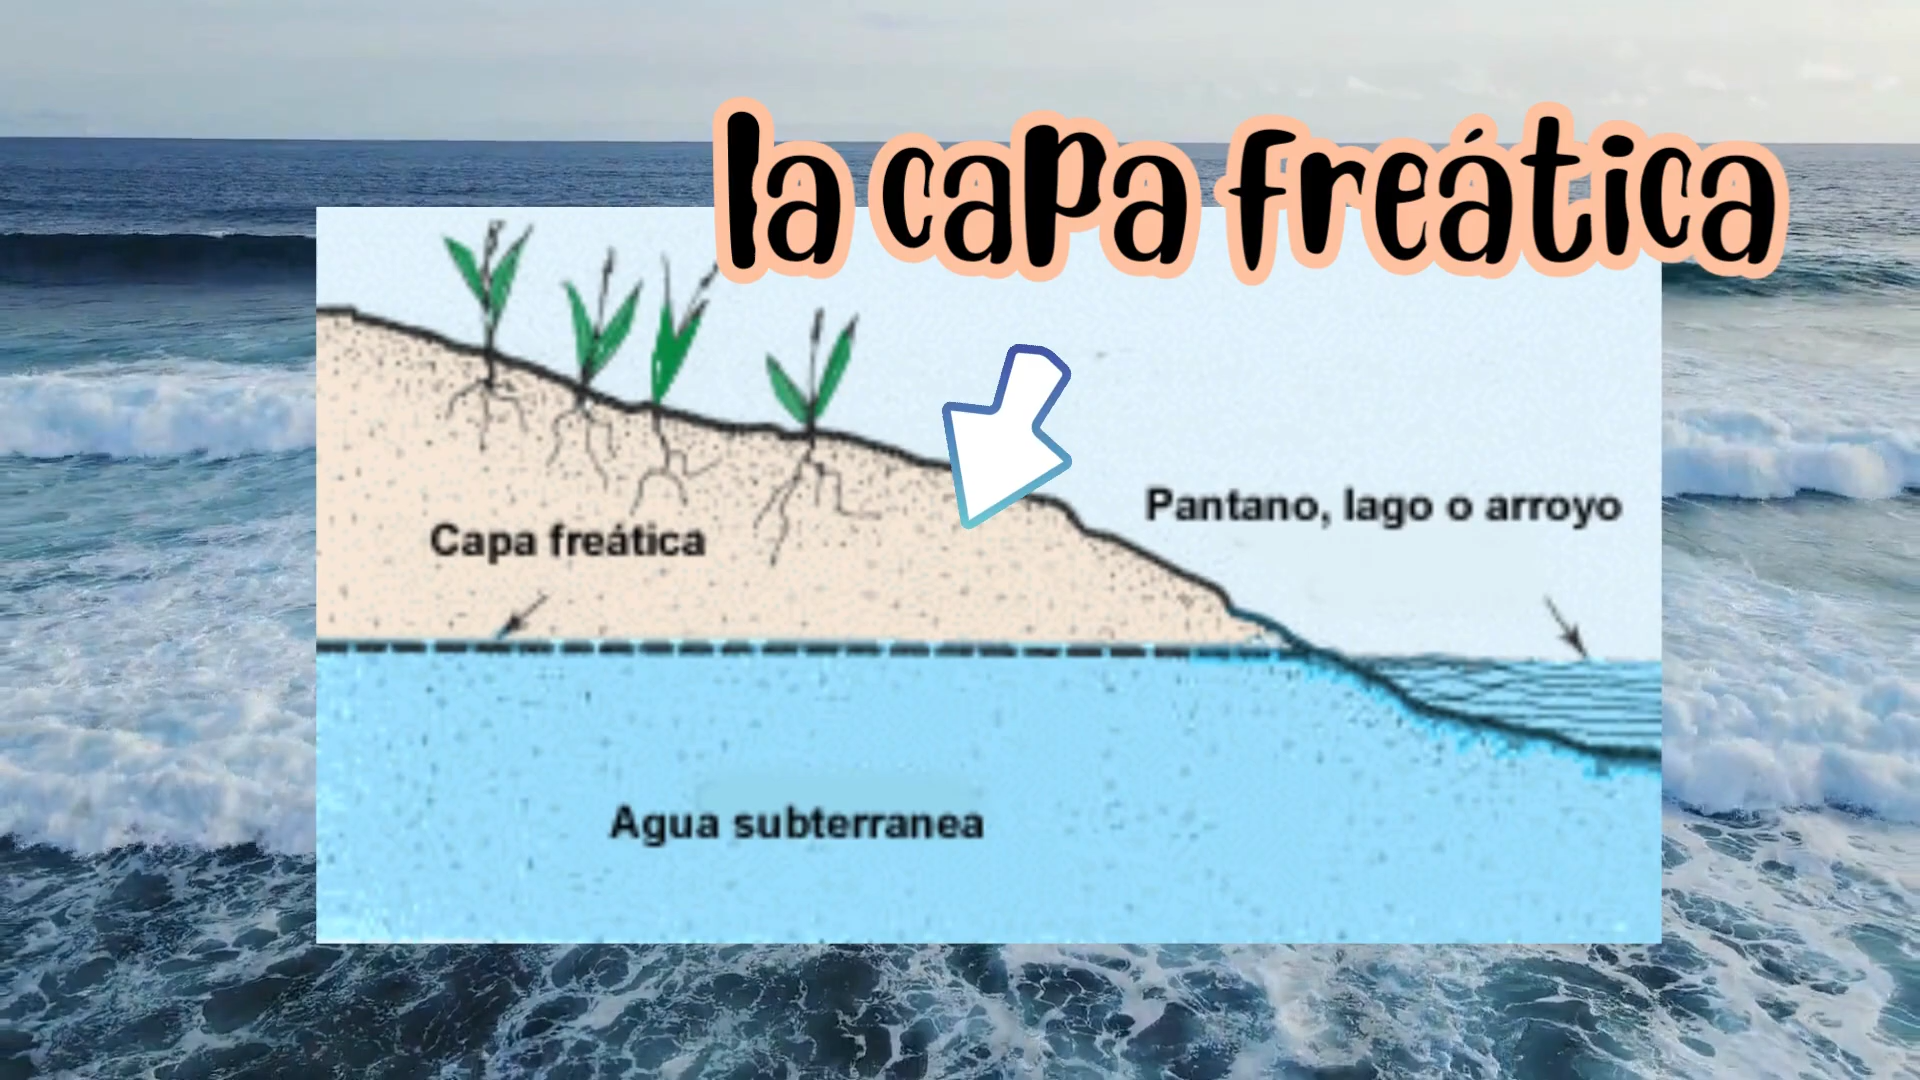 la capa freática
Pantano, lago o arroyo
Capa freática
Agua subterranea